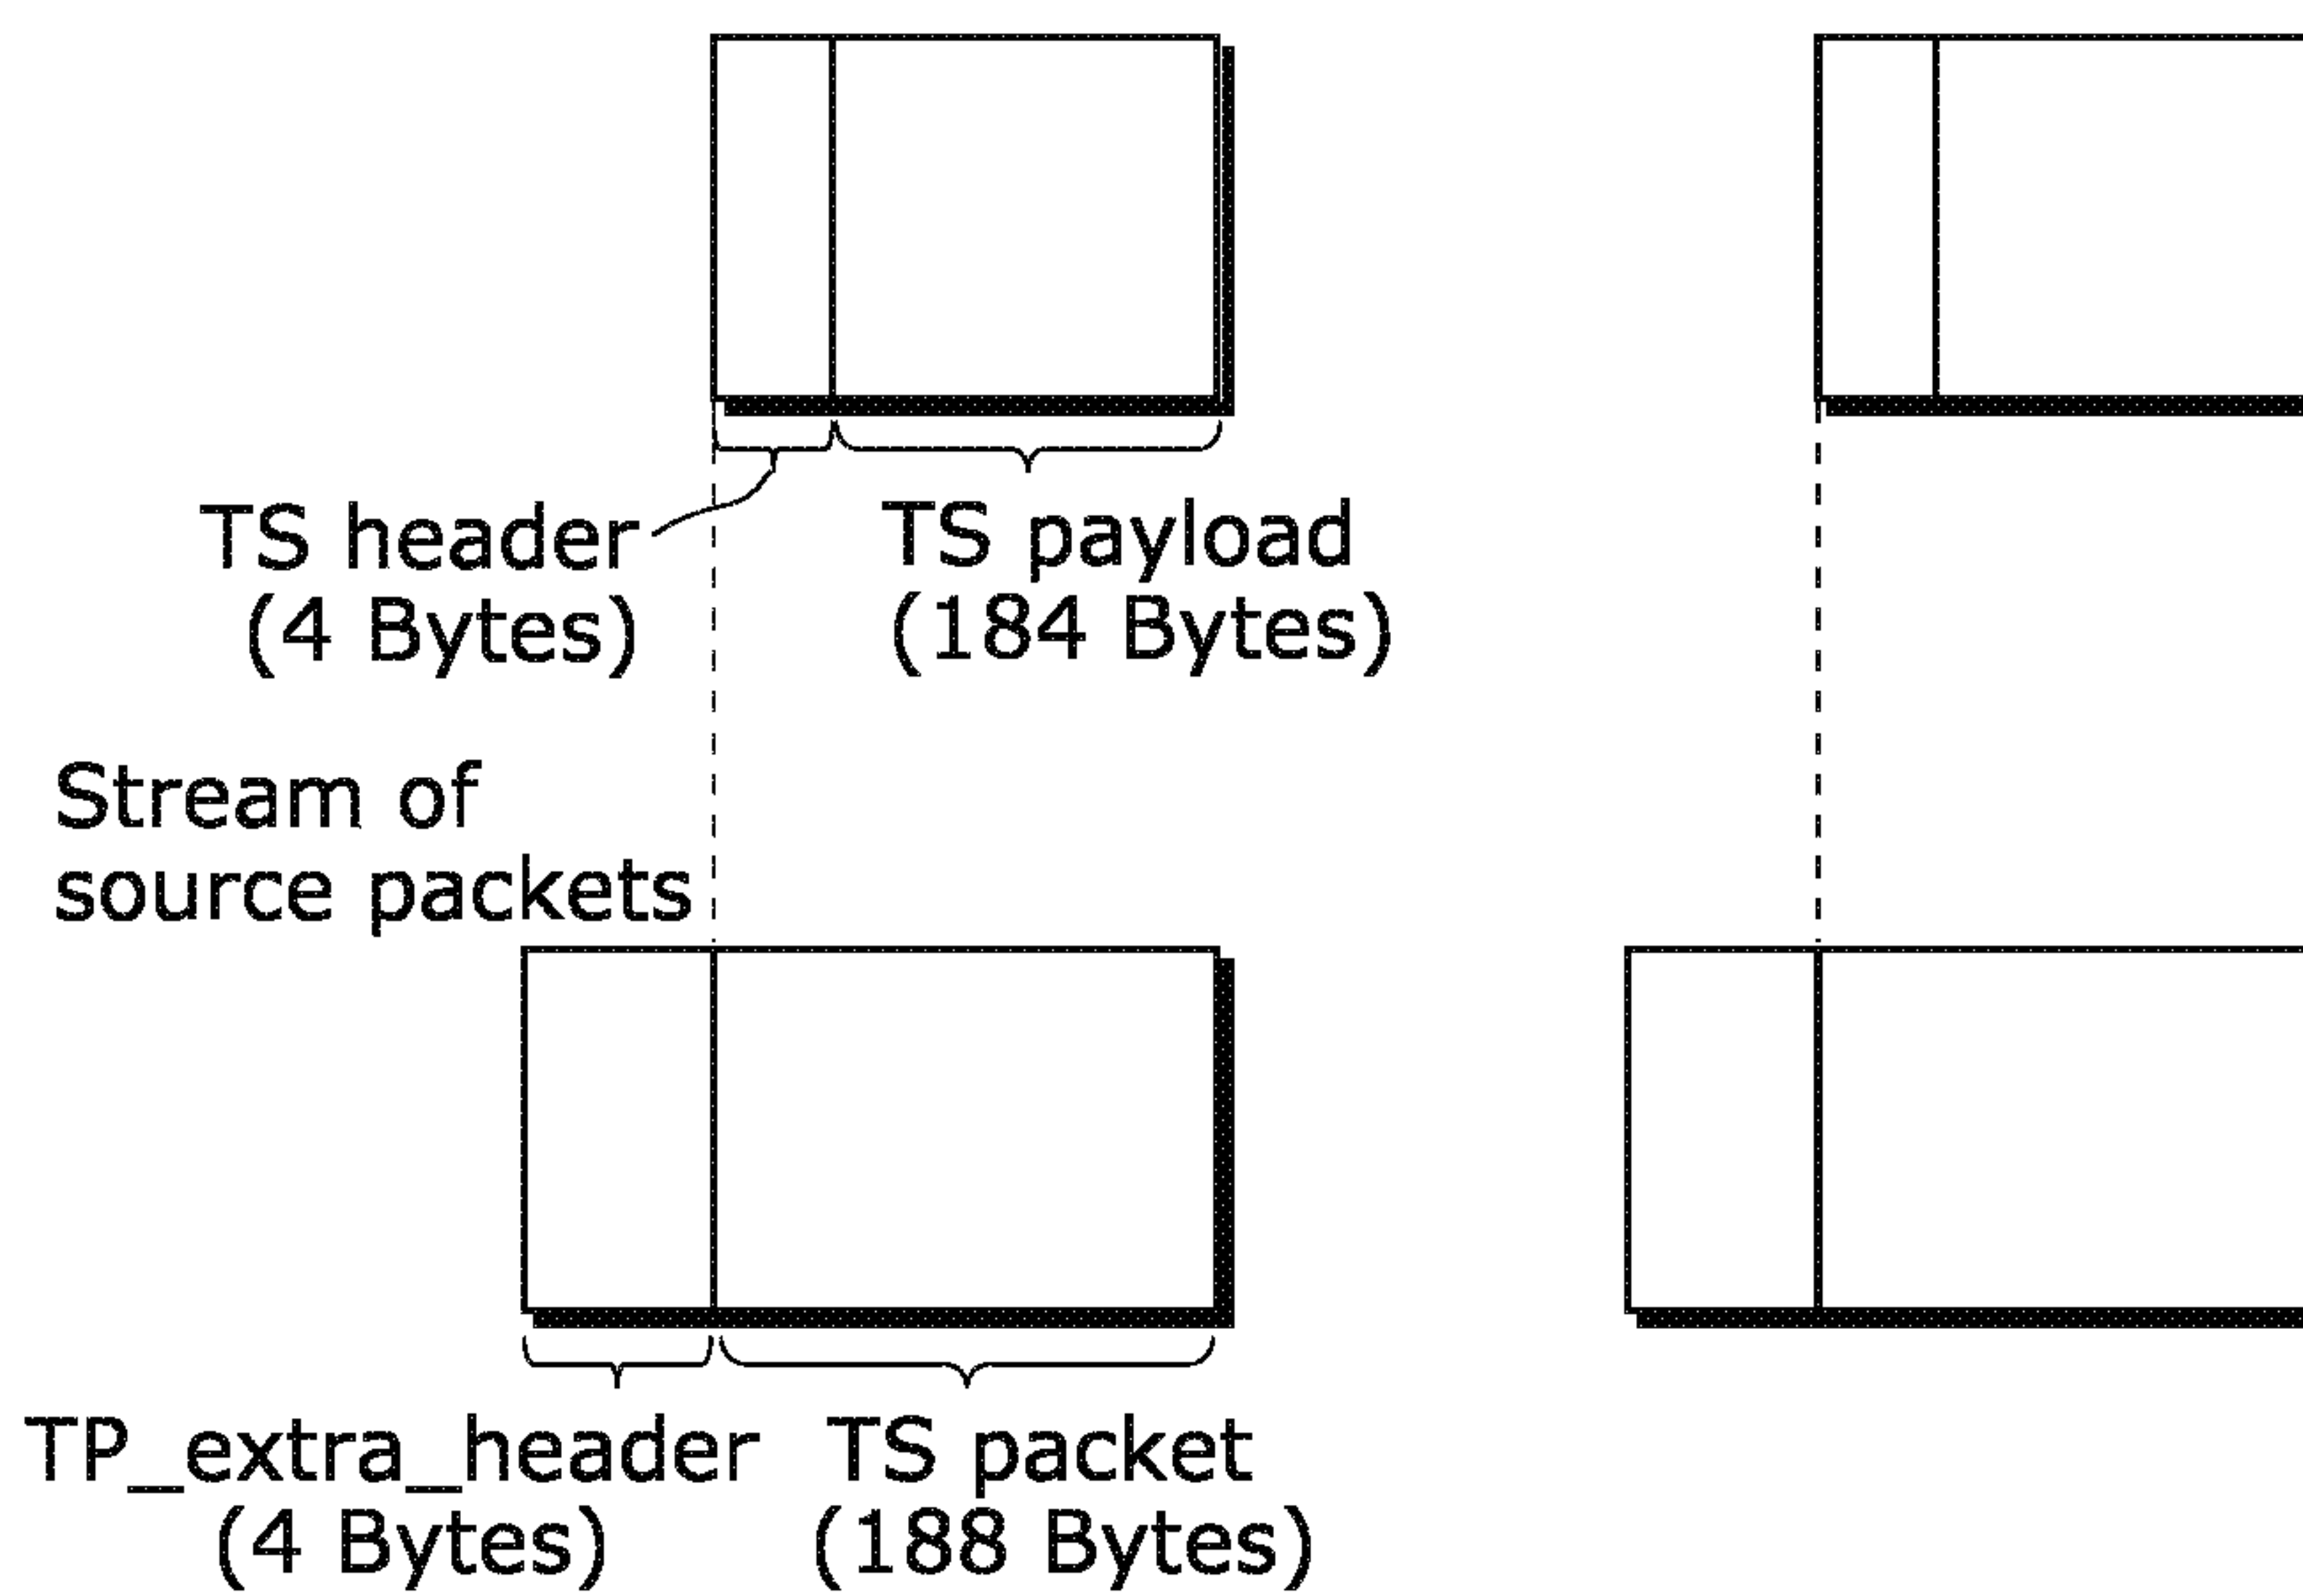 TS header
(4 Bytes)
TS payload
(184 Bytes)
Stream of
source packets
TP_extra_header
(4 Bytes)
TS packet
(188 Bytes)